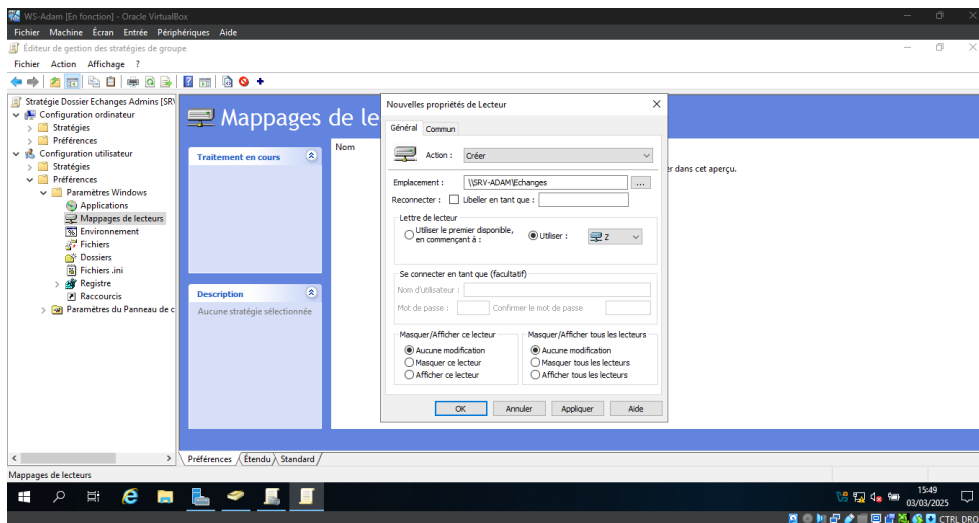 WS-Adam [En fonction] - Oracle VirtualBox
Fichier Machine Écran Entrée Périphériques Aide
Éditeur de gestion des stratégies de groupe
Fichier Action Affichage ?
Stratégie Dossier Echanges Admins [SRV
Configuration ordinateur
Stratégies
Préférences
Configuration utilisateur
Stratégies
Préférences
Paramètres Windows
Applications
Mappages de lecteurs
Environnement
Fichiers
Dossiers
Fichiers .ini
Registre
Raccourcis
Paramètres du Panneau de c
Mappages de le
Traitement en cours
Description
Aucune stratégie sélectionnée
Nom
er dans cet aperçu.
Nouvelles propriétés de Lecteur
Général Commun
Action : Créer
Emplacement : \\SRV-ADAM\Echanges ...
Reconnecter : Libeller en tant que :
Lettre de lecteur
Utiliser le premier disponible,
en commençant à :
Utiliser : Z
Se connecter en tant que (facultatif)
Nom d'utilisateur :
Mot de passe : Confirmer le mot de passe
Masquer/Afficher ce lecteur
Aucune modification
Masquer ce lecteur
Afficher ce lecteur
Masquer/Afficher tous les lecteurs
Aucune modification
Masquer tous les lecteurs
Afficher tous les lecteurs
OK Annuler Appliquer Aide
Préférences Étendu Standard
Mappages de lecteurs
15:49
03/03/2025
CTRL DRO